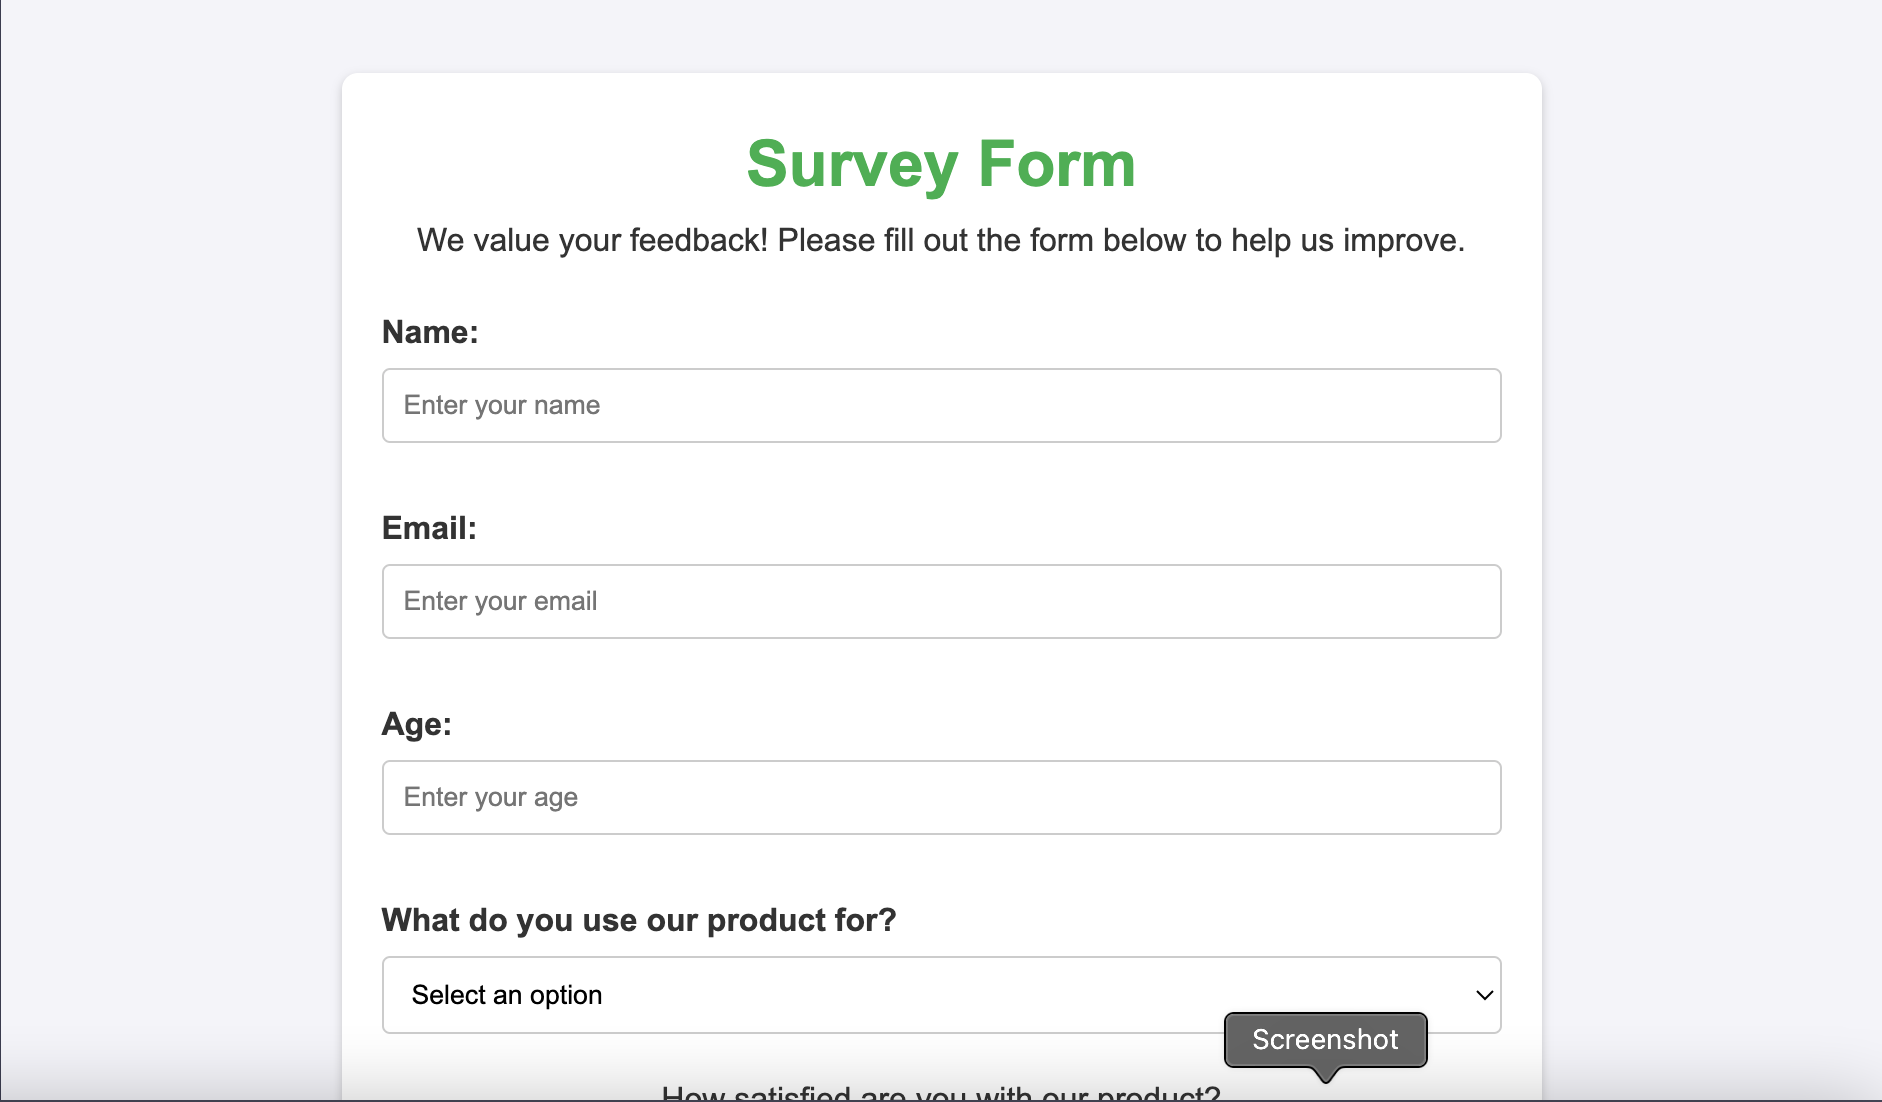 Survey Form
We value your feedback! Please fill out the form below to help us improve.
Name:
Enter your name
Email:
Enter your email
Age:
Enter your age
What do you use our product for?
Select an option
Screenshot
How satisfied are you with our product?